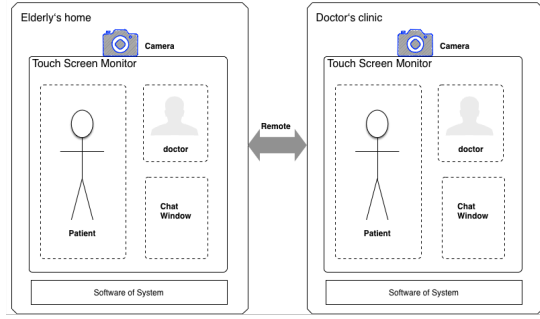 Elderly‘s home
Camera
Touch Screen Monitor
doctor
Chat
Window
Patient
Software of System
Remote
Doctor‘s clinic
Camera
Touch Screen Monitor
doctor
Chat
Window
Patient
Software of System